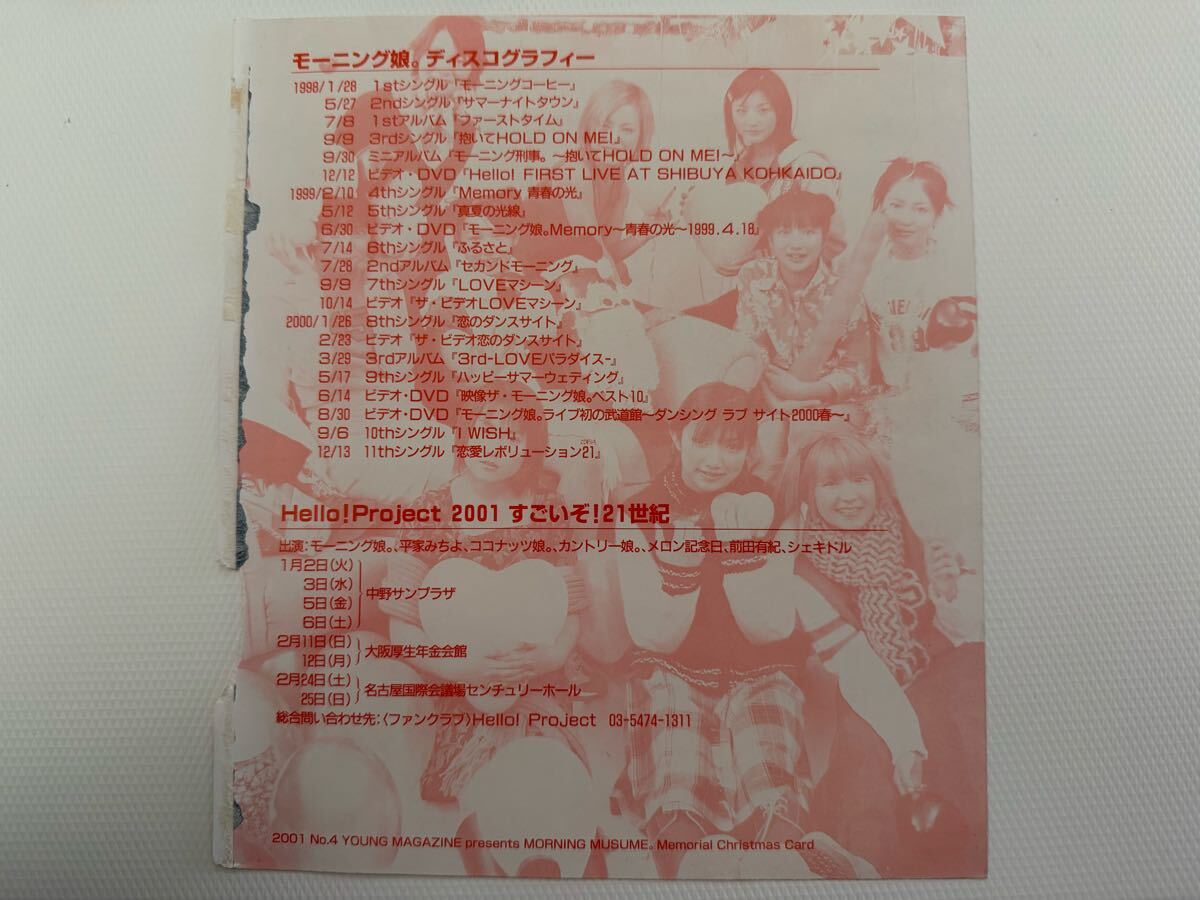 モーニング娘。ディスコグラフィー
1998/1/28 1stシングル『モーニングコーヒー』
5/27 2ndシングル『サマーナイトタウン』
7/8 1stアルバム『ファーストタイム』
9/9 3rdシングル『抱いてHOLD ON ME!』
9/30 ミニアルバム『モーニング刑事。〜抱いてHOLD ON ME!〜』
12/12 ビデオ・DVD『Hello! FIRST LIVE AT SHIBUYA KOHKAIDO』
1999/2/10 4thシングル『Memory 青春の光』
5/12 5thシングル『真夏の光線』
6/30 ビデオ・DVD『モーニング娘。Memory〜青春の光〜1999.4.18』
7/14 6thシングル『ふるさと』
7/28 2ndアルバム『セカンドモーニング』
9/9 7thシングル『LOVEマシーン』
10/14 ビデオ『ザ・ビデオLOVEマシーン』
2000/1/26 8thシングル『恋のダンスサイト』
2/23 ビデオ『ザ・ビデオ恋のダンスサイト』
3/29 3rdアルバム『3rd-LOVEパラダイス-』
5/17 9thシングル『ハッピーサマーウェディング』
6/14 ビデオ・DVD『映像ザ・モーニング娘。ベスト10』
8/30 ビデオ・DVD『モーニング娘。ライブ初の武道館〜ダンシング ラブ サイト2000春〜』
9/6 10thシングル『I WISH』
12/13 11thシングル『恋愛レボリューション21』
Hello!Project 2001 すごいぞ!21世紀
出演:モーニング娘。、平家みちよ、ココナッツ娘。、カントリー娘。、メロン記念日、前田有紀、シェキドル
1月2日(火)
3日(水)
5日(金)
6日(土)
中野サンプラザ
2月11日(日)
12日(月)
大阪厚生年金会館
2月24日(土)
25日(日)
名古屋国際会議場センチュリーホール
総合問い合わせ先:〈ファンクラブ〉Hello! Project 03-5474-1311
2001 No.4 YOUNG MAGAZINE presents MORNING MUSUME。Memorial Christmas Card